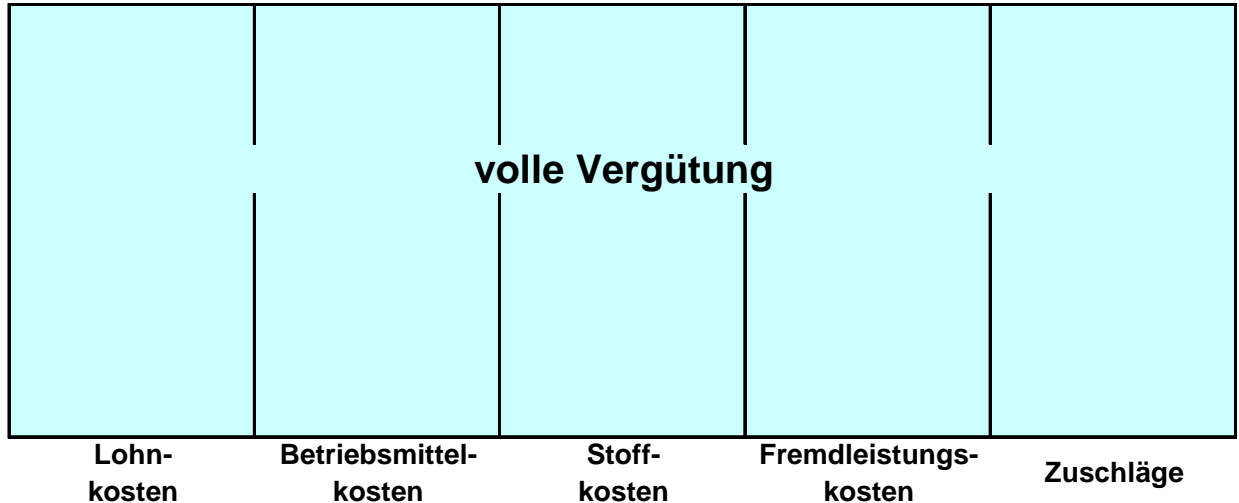 volle Vergütung
Lohn-
kosten
Betriebsmittel-
kosten
Stoff-
kosten
Fremdleistungs-
kosten
Zuschläge